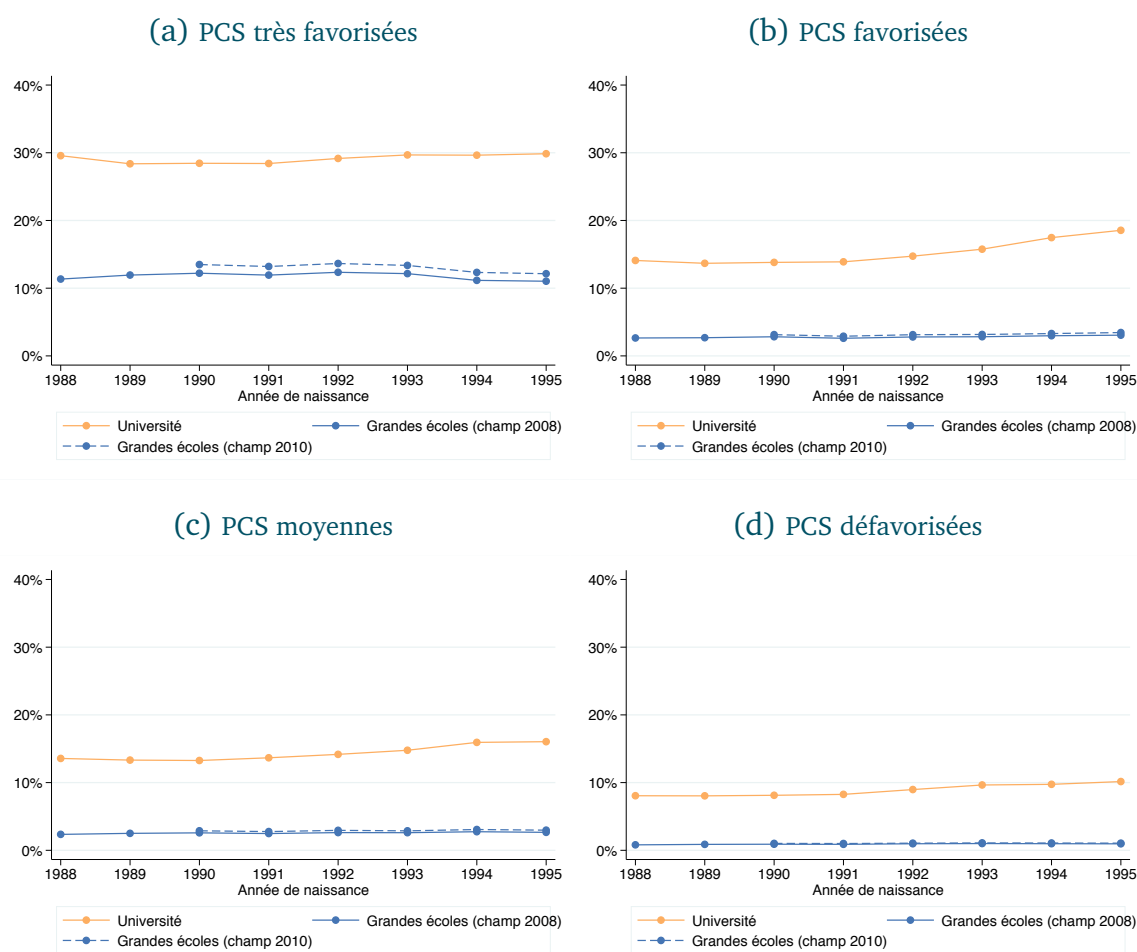 (a) PCS très favorisées
40%
30%
20%
10%
0%
1988 1989 1990 1991 1992 1993 1994 1995
Année de naissance
Université
Grandes écoles (champ 2008)
Grandes écoles (champ 2010)
(b) PCS favorisées
40%
30%
20%
10%
0%
1988 1989 1990 1991 1992 1993 1994 1995
Année de naissance
Université
Grandes écoles (champ 2008)
Grandes écoles (champ 2010)
(c) PCS moyennes
40%
30%
20%
10%
0%
1988 1989 1990 1991 1992 1993 1994 1995
Année de naissance
Université
Grandes écoles (champ 2008)
Grandes écoles (champ 2010)
(d) PCS défavorisées
40%
30%
20%
10%
0%
1988 1989 1990 1991 1992 1993 1994 1995
Année de naissance
Université
Grandes écoles (champ 2008)
Grandes écoles (champ 2010)